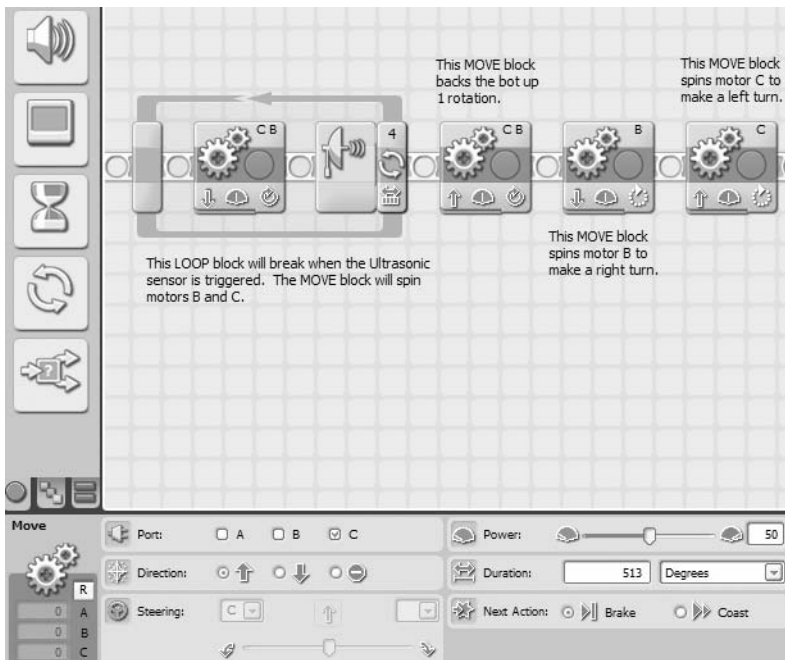 This MOVE block
backs the bot up
1 rotation.
This MOVE block
spins motor C to
make a left turn.
C B
4
C B
B
C
This LOOP block will break when the Ultrasonic
sensor is triggered. The MOVE block will spin
motors B and C.
This MOVE block
spins motor B to
make a right turn.
?
Move
R
0 A
0 B
0 C
Port: A B C
Direction:
Steering: C
Power: 50
Duration: 513 Degrees
Next Action: Brake Coast